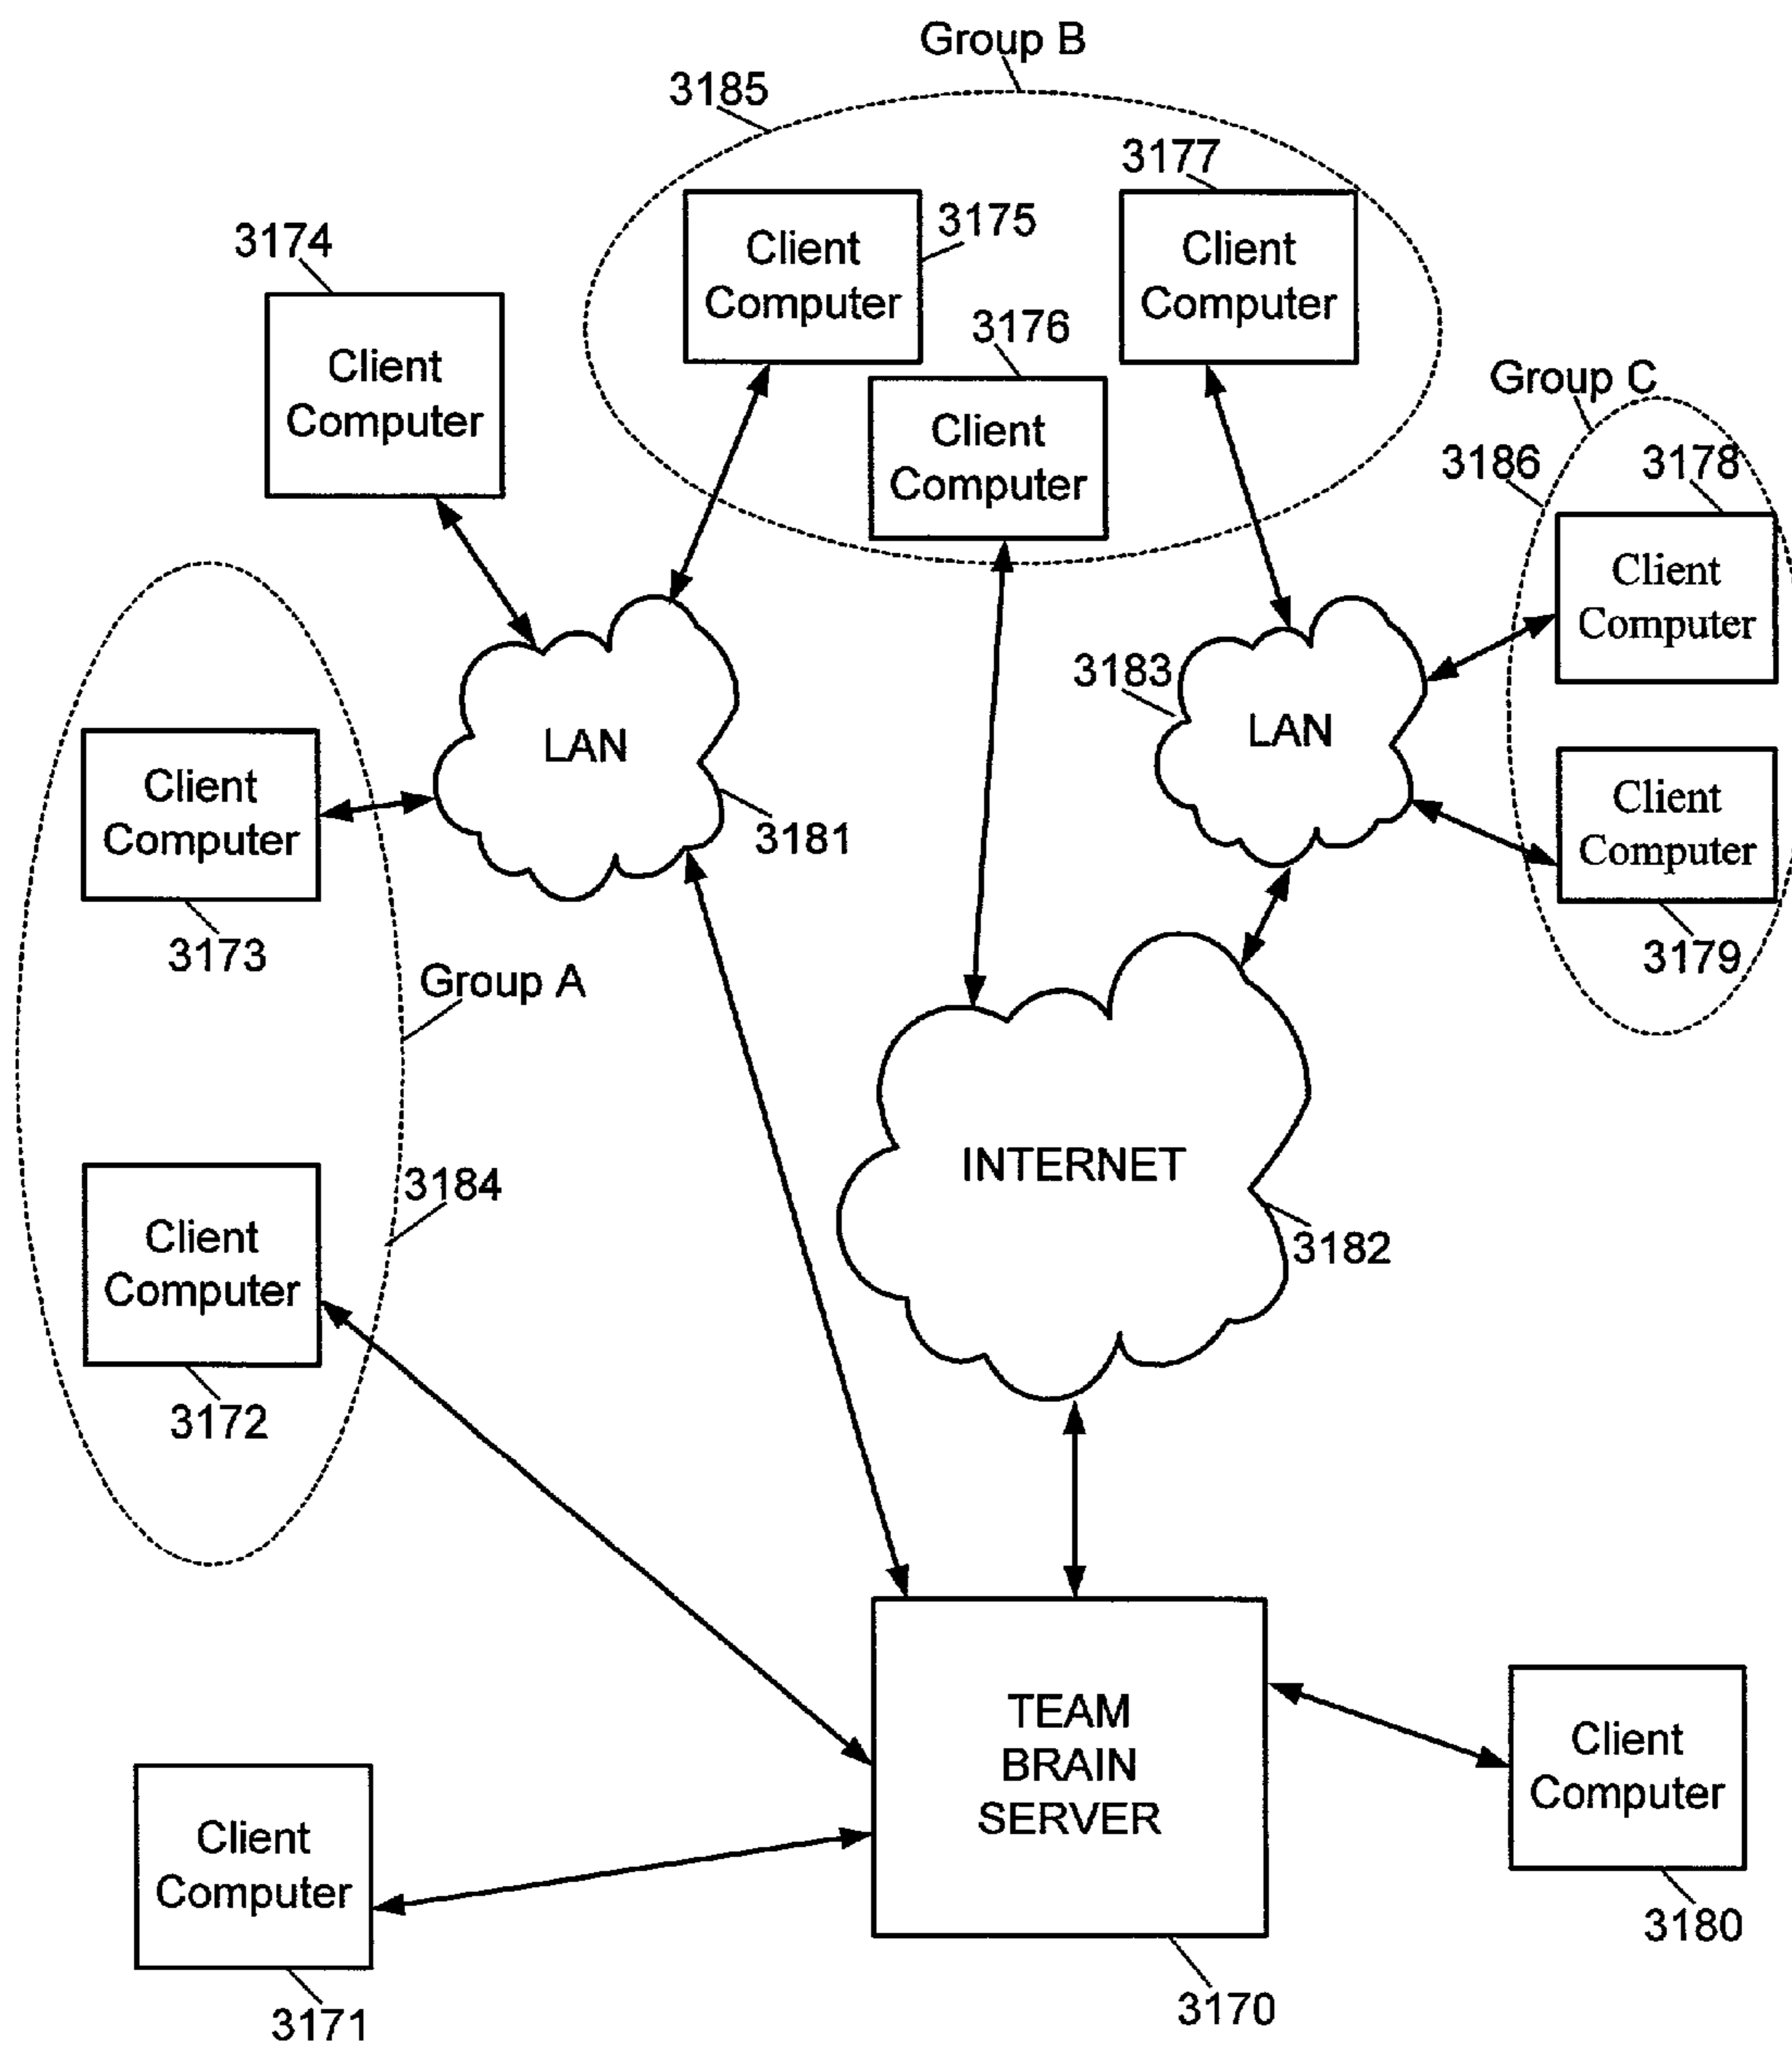 Group B
3185
3177
Client
Computer
3175
Client
Computer
3174
Client
Computer
3176
Client
Computer
Group C
3186
3178
Client
Computer
3183
LAN
LAN
3181
Client
Computer
3173
Client
Computer
3179
Group A
INTERNET
3182
3184
Client
Computer
3172
TEAM
BRAIN
SERVER
3170
Client
Computer
3180
Client
Computer
3171